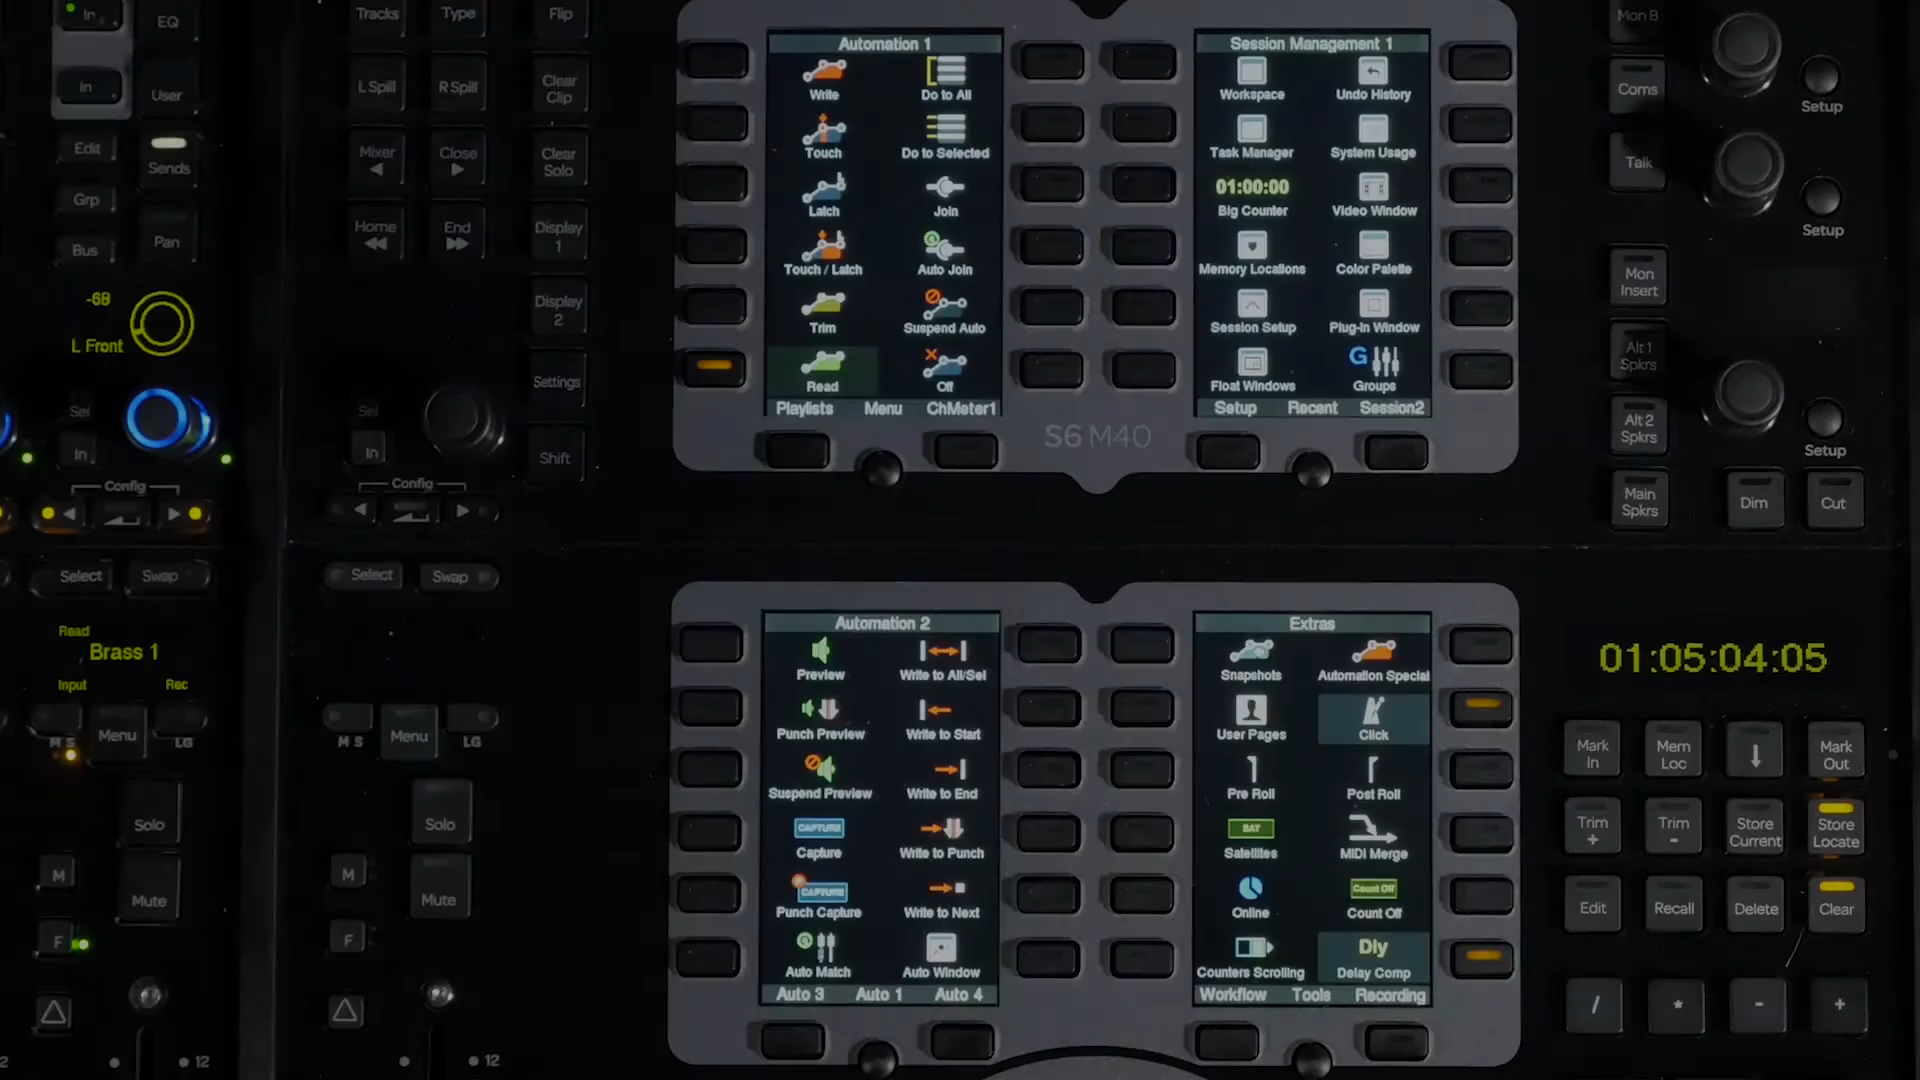 In
EQ
In
User
Edit
Sends
Grp
Bus
Pan
-68
L Front
Sel
In
Config
Select
Swap
Read
Brass 1
Input
Rec
M S
Menu
LG
Solo
M
Mute
F
12
Tracks
Type
Flip
L Spill
R Spill
Clear
Clip
Mixer
Close
Clear
Solo
Home
End
Display
1
Display
2
Settings
Shift
Sel
In
Config
Select
Swap
M S
Menu
LG
Solo
M
Mute
F
12
Automation 1
Write
Do to All
Touch
Do to Selected
Latch
Join
Touch / Latch
Auto Join
Trim
Suspend Auto
Read
Off
Playlists
Menu
ChMeter1
S6 M40
Session Management 1
Workspace
Undo History
Task Manager
System Usage
01:00:00
Big Counter
Video Window
Memory Locations
Color Palette
Session Setup
Plug-In Window
Float Windows
G
Groups
Setup
Recent
Session2
Automation 2
Preview
Write to All/Sel
Punch Preview
Write to Start
Suspend Preview
Write to End
CAPTURE
Capture
Write to Punch
CAPTURE
Punch Capture
Write to Next
Auto Match
Auto Window
Auto 3
Auto 1
Auto 4
Extras
Snapshots
Automation Special
User Pages
Click
Pre Roll
Post Roll
SAT
Satellites
MIDI Merge
Online
Count Off
Count Off
Counters Scrolling
Dly
Delay Comp
Workflow
Tools
Recording
Mon B
Coms
Setup
Talk
Setup
Mon
Insert
Alt 1
Spkrs
Alt 2
Spkrs
Setup
Main
Spkrs
Dim
Cut
01:05:04:05
Mark
In
Mem
Loc
↓
Mark
Out
Trim
+
Trim
-
Store
Current
Store
Locate
Edit
Recall
Delete
Clear
/
*
-
+